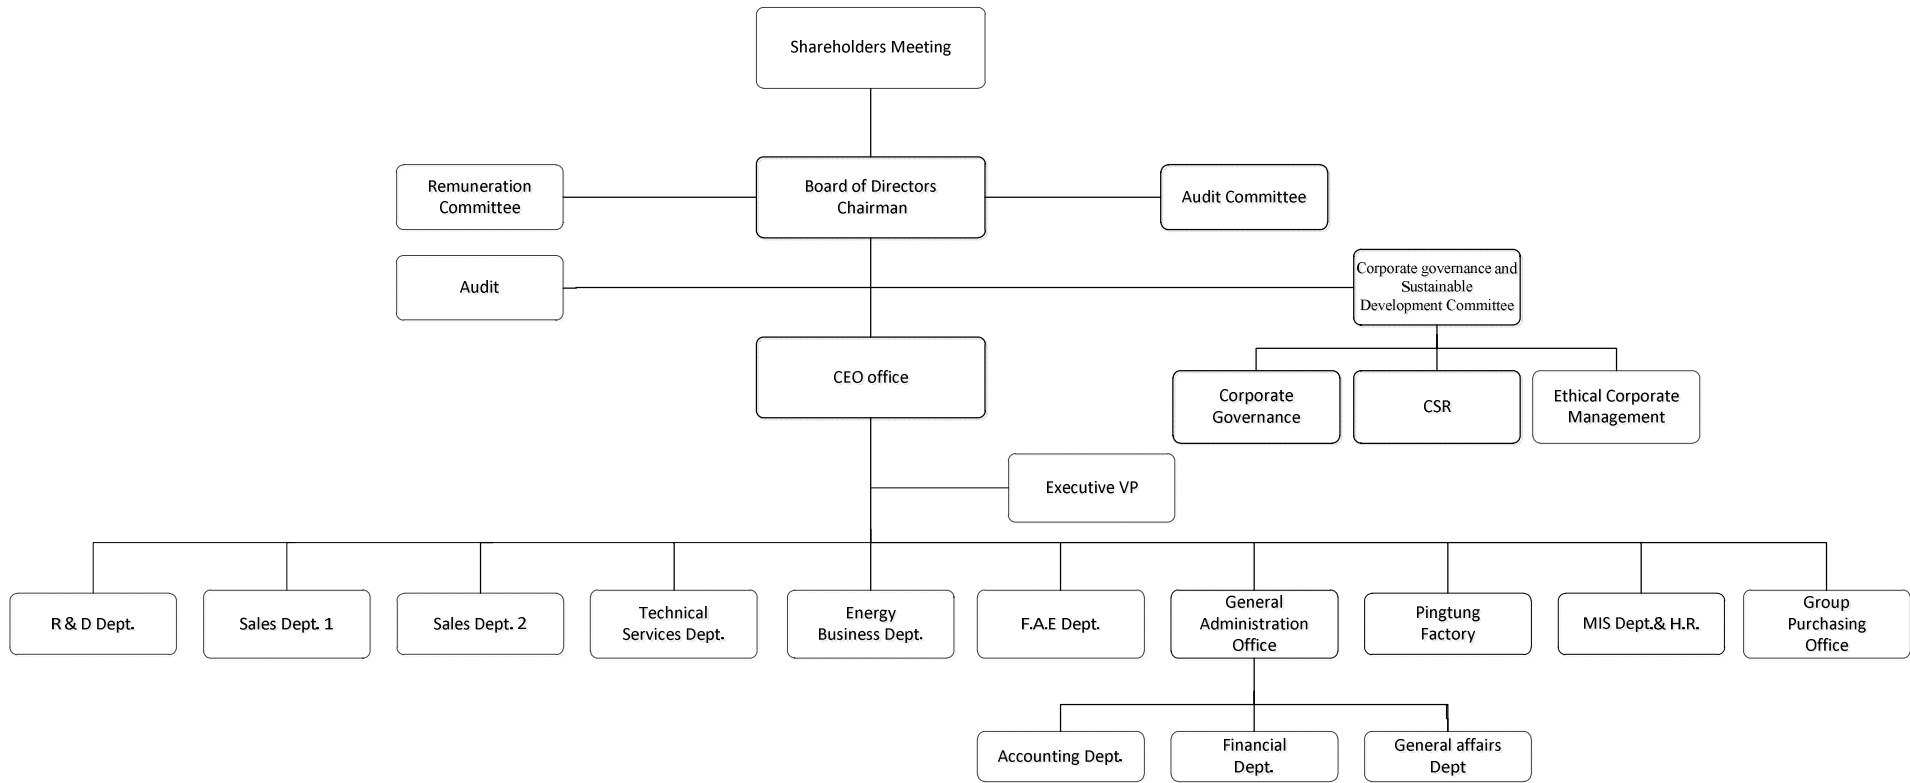 Shareholders Meeting
Remuneration
Committee
Board of Directors
Chairman
Audit Committee
Audit
Corporate governance and
Sustainable
Development Committee
CEO office
Corporate
Governance
CSR
Ethical Corporate
Management
Executive VP
R & D Dept.
Sales Dept. 1
Sales Dept. 2
Technical
Services Dept.
Energy
Business Dept.
F.A.E Dept.
General
Administration
Office
Pingtung
Factory
MIS Dept.& H.R.
Group
Purchasing
Office
Accounting Dept.
Financial
Dept.
General affairs
Dept